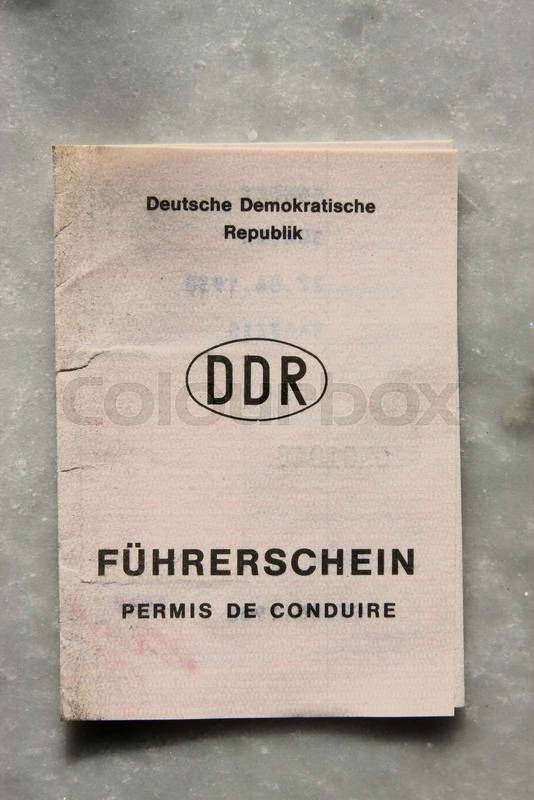 Deutsche Demokratische
Republik
DDR
Colourbox
FÜHRERSCHEIN
PERMIS DE CONDUIRE